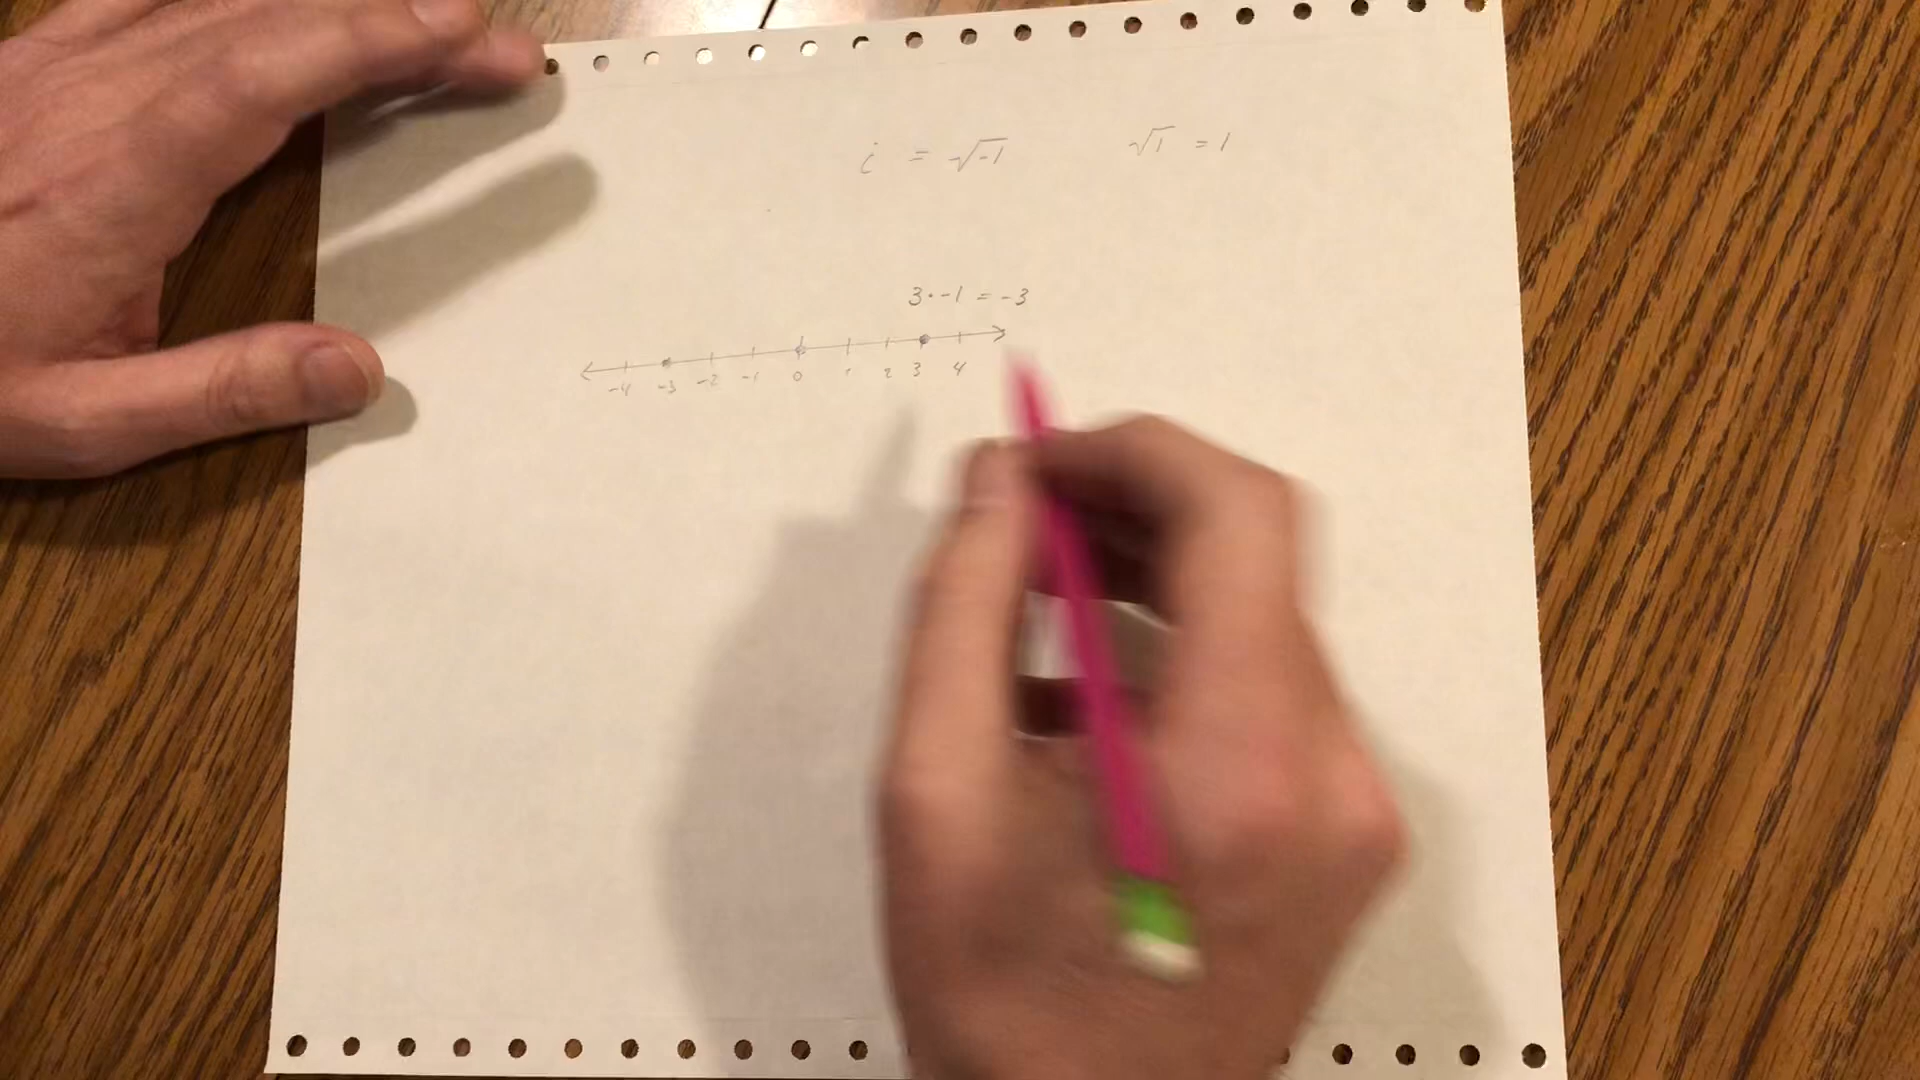 i = √-1    √1 = 1
3·-1 = -3
-4 -3 -2 -1 0 1 2 3 4